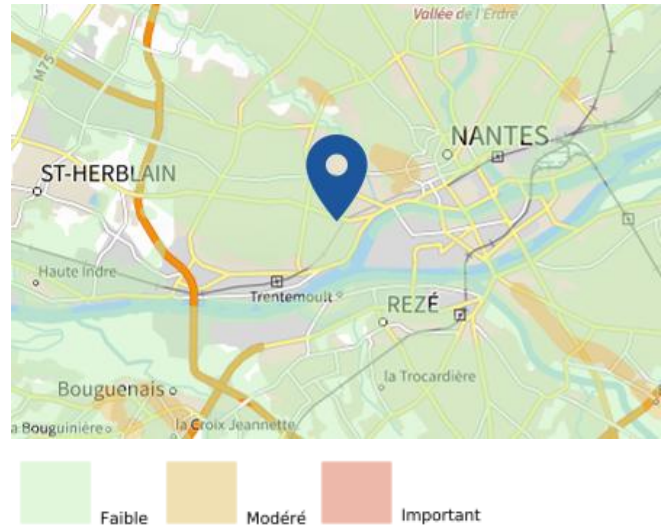 Vallée de l'Erdre
M75
NANTES
ST-HERBLAIN
Haute Indre
Trentemoult
REZÉ
la Trocardière
Bouguenais
a Bouguinière
la Croix Jeannette
Faible Modéré Important